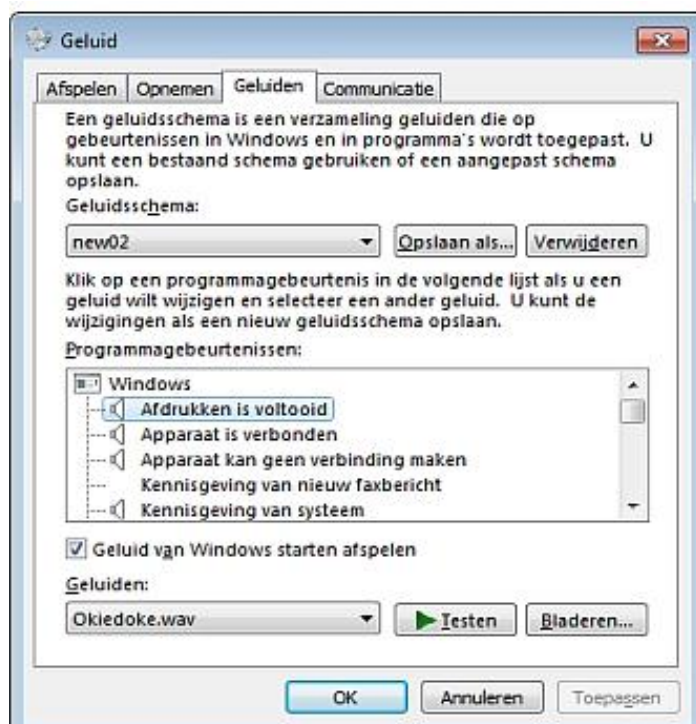 Geluid
Afspelen Opnemen Geluiden Communicatie
Een geluidsschema is een verzameling geluiden die op
gebeurtenissen in Windows en in programma's wordt toegepast. U
kunt een bestaand schema gebruiken of een aangepast schema
opslaan.
Geluidsschema:
new02 Opslaan als... Verwijderen
Klik op een programmagebeurtenis in de volgende lijst als u een
geluid wilt wijzigen en selecteer een ander geluid. U kunt de
wijzigingen als een nieuw geluidsschema opslaan.
Programmagebeurtenissen:
Windows
Afdrukken is voltooid
Apparaat is verbonden
Apparaat kan geen verbinding maken
Kennisgeving van nieuw faxbericht
Kennisgeving van systeem
Geluid van Windows starten afspelen
Geluiden:
Okiedoke.wav Testen Bladeren...
OK Annuleren Toepassen